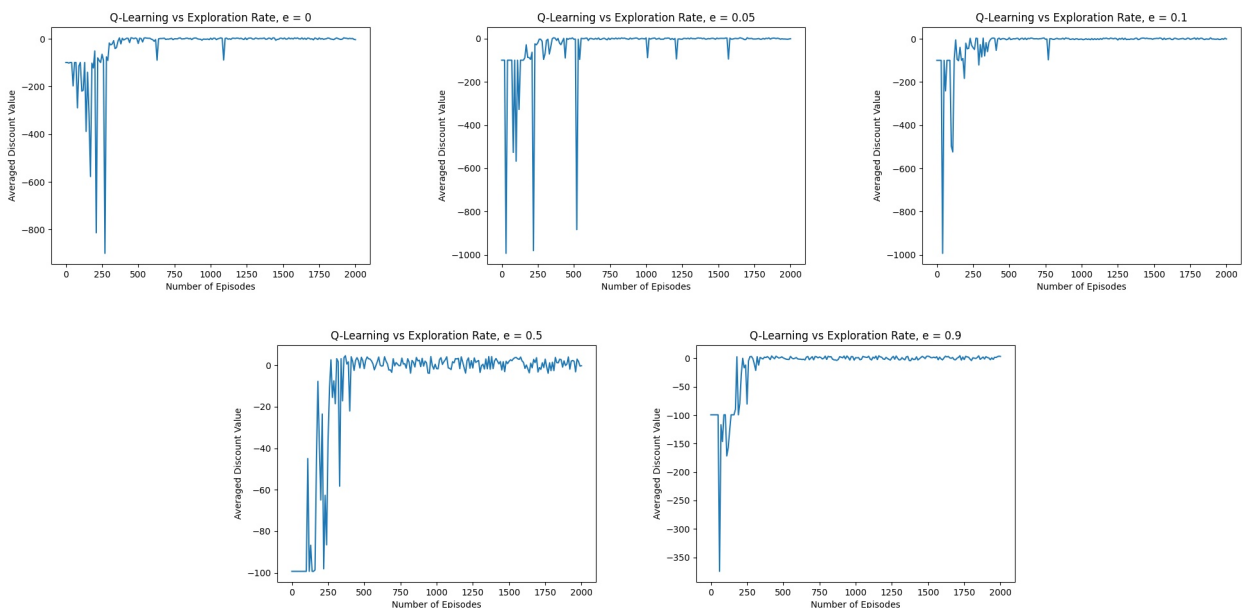 Q-Learning vs Exploration Rate, e = 0
Averaged Discount Value
0
−200
−400
−600
−800
0 250 500 750 1000 1250 1500 1750 2000
Number of Episodes
Q-Learning vs Exploration Rate, e = 0.05
Averaged Discount Value
0
−200
−400
−600
−800
−1000
0 250 500 750 1000 1250 1500 1750 2000
Number of Episodes
Q-Learning vs Exploration Rate, e = 0.1
Averaged Discount Value
0
−200
−400
−600
−800
−1000
0 250 500 750 1000 1250 1500 1750 2000
Number of Episodes
Q-Learning vs Exploration Rate, e = 0.5
Averaged Discount Value
0
−20
−40
−60
−80
−100
0 250 500 750 1000 1250 1500 1750 2000
Number of Episodes
Q-Learning vs Exploration Rate, e = 0.9
Averaged Discount Value
0
−50
−100
−150
−200
−250
−300
−350
0 250 500 750 1000 1250 1500 1750 2000
Number of Episodes